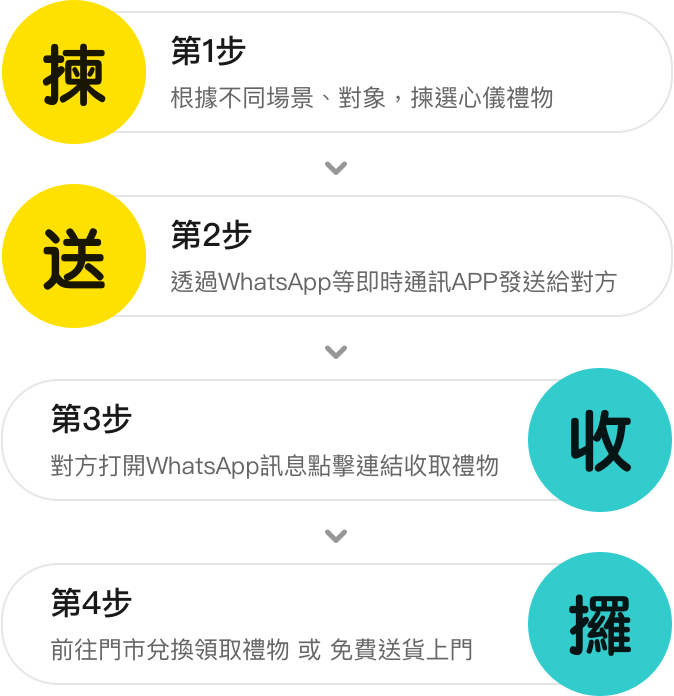 揀
第1步
根據不同場景、對象，揀選心儀禮物
送
第2步
透過WhatsApp等即時通訊APP發送給對方
第3步
對方打開WhatsApp訊息點擊連結收取禮物
收
第4步
前往門市兌換領取禮物 或 免費送貨上門
攞